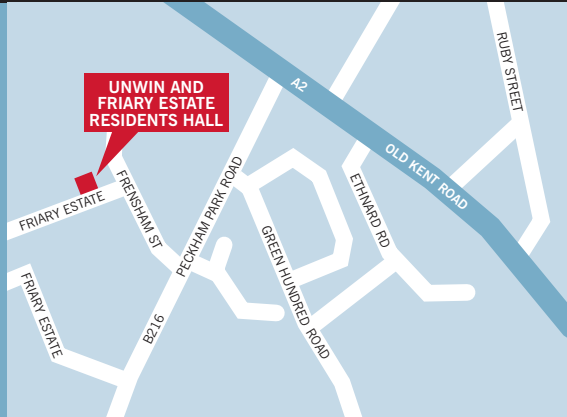 RUBY STREET
UNWIN AND
FRIARY ESTATE
RESIDENTS HALL
A2
OLD KENT ROAD
PECKHAM PARK ROAD
FRENSHAM ST
ETHNARD RD
FRIARY ESTATE
GREEN HUNDRED ROAD
FRIARY ESTATE
B216